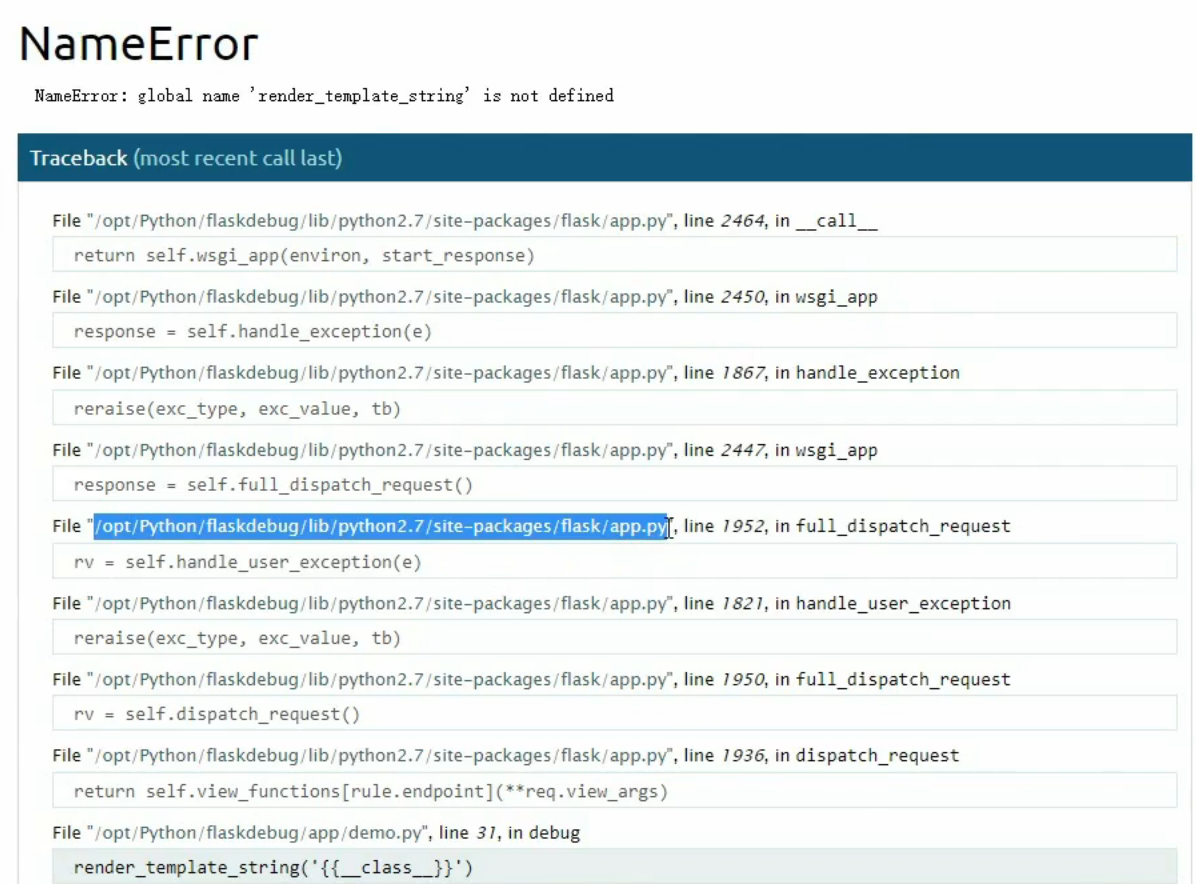 NameError
NameError: global name 'render_template_string' is not defined
Traceback (most recent call last)
File "/opt/Python/flaskdebug/lib/python2.7/site-packages/flask/app.py", line 2464, in __call__
return self.wsgi_app(environ, start_response)
File "/opt/Python/flaskdebug/lib/python2.7/site-packages/flask/app.py", line 2450, in wsgi_app
response = self.handle_exception(e)
File "/opt/Python/flaskdebug/lib/python2.7/site-packages/flask/app.py", line 1867, in handle_exception
reraise(exc_type, exc_value, tb)
File "/opt/Python/flaskdebug/lib/python2.7/site-packages/flask/app.py", line 2447, in wsgi_app
response = self.full_dispatch_request()
File "/opt/Python/flaskdebug/lib/python2.7/site-packages/flask/app.py", line 1952, in full_dispatch_request
rv = self.handle_user_exception(e)
File "/opt/Python/flaskdebug/lib/python2.7/site-packages/flask/app.py", line 1821, in handle_user_exception
reraise(exc_type, exc_value, tb)
File "/opt/Python/flaskdebug/lib/python2.7/site-packages/flask/app.py", line 1950, in full_dispatch_request
rv = self.dispatch_request()
File "/opt/Python/flaskdebug/lib/python2.7/site-packages/flask/app.py", line 1936, in dispatch_request
return self.view_functions[rule.endpoint](**req.view_args)
File "/opt/Python/flaskdebug/app/demo.py", line 31, in debug
render_template_string('{{__class__}}')